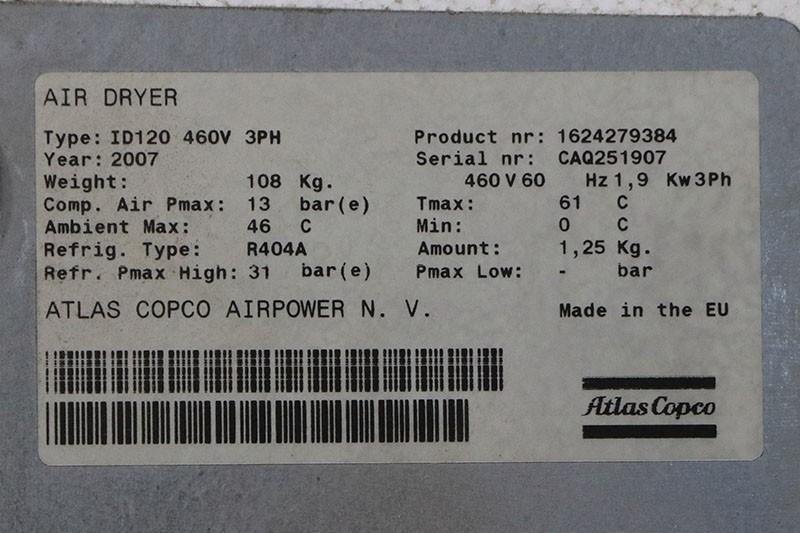 AIR DRYER
Type: ID120 460V 3PH Product nr: 1624279384
Year: 2007 Serial nr: CAQ251907
Weight: 108 Kg. 460 V 60 Hz 1,9 Kw 3Ph
Comp. Air Pmax: 13 bar(e) Tmax: 61 C
Ambient Max: 46 C Min: 0 C
Refrig. Type: R404A Amount: 1,25 Kg.
Refr. Pmax High: 31 bar(e) Pmax Low: - bar
ATLAS COPCO AIRPOWER N. V. Made in the EU
Atlas Copco